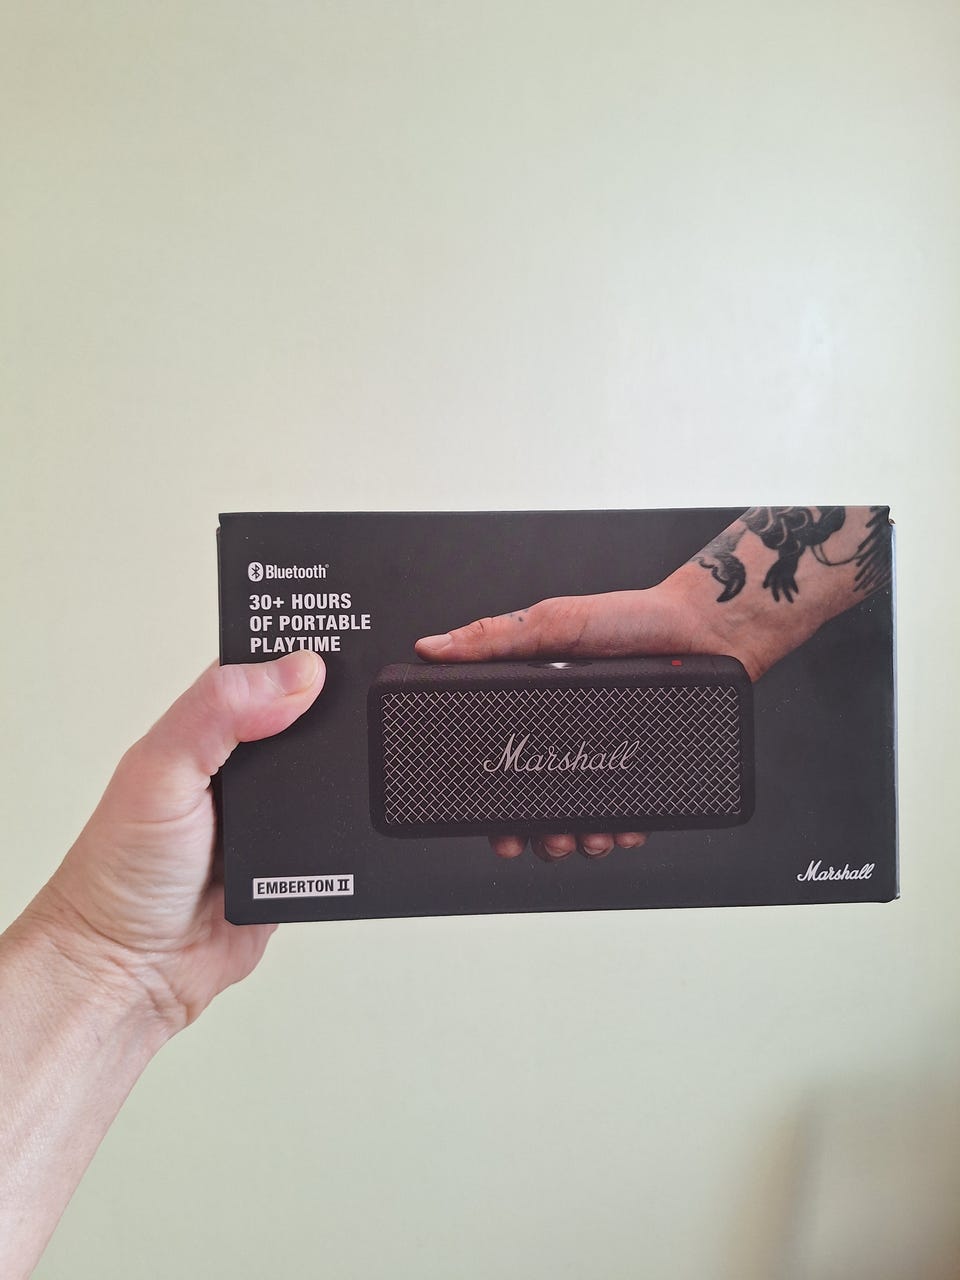 Bluetooth®
30+ HOURS
OF PORTABLE
PLAYTIME
Marshall
EMBERTON II
Marshall